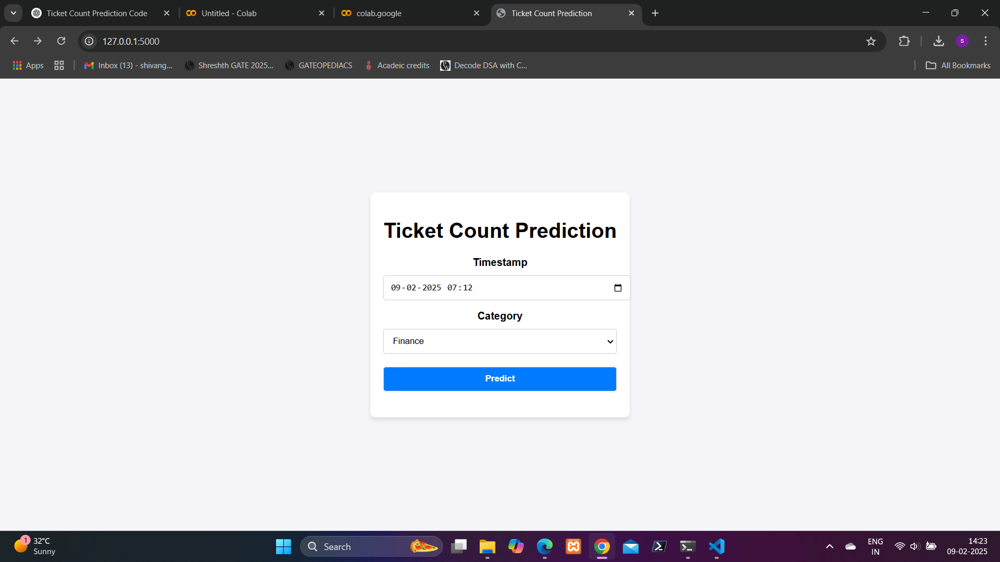 Ticket Count Prediction Code
Untitled - Colab
colab.google
Ticket Count Prediction
127.0.0.1:5000
S
Apps
Inbox (13) - shivang...
Shreshth GATE 2025...
GATEOPEDIACS
Acadeic credits
Decode DSA with C...
All Bookmarks
Ticket Count Prediction
Timestamp
09-02-2025 07:12
Category
Finance
Predict
1
32°C
Sunny
Search
ENG
IN
14:23
09-02-2025